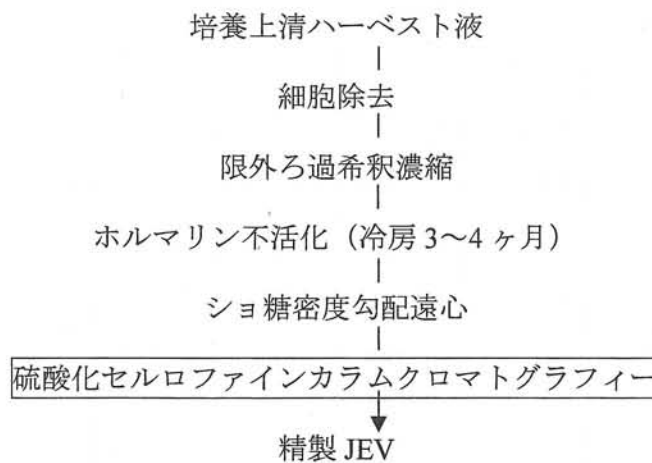 培養上清ハーベスト液
細胞除去
限外ろ過希釈濃縮
ホルマリン不活化（冷房 3～4 ヶ月）
ショ糖密度勾配遠心
硫酸化セルロファインカラムクロマトグラフィー
精製 JEV